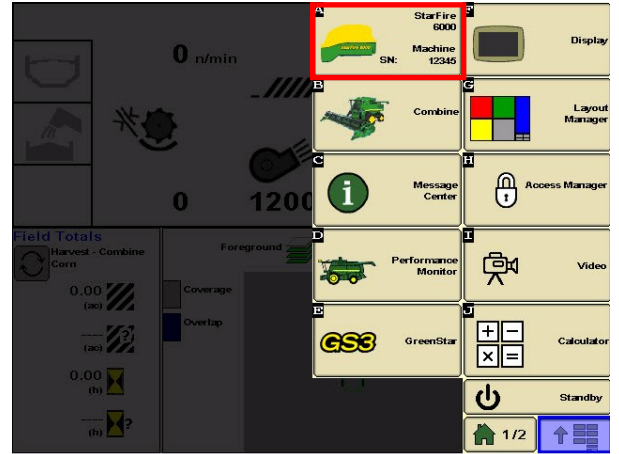 0 n/min
0
1200
Field Totals
Harvest - Combine
Corn
0.00
(ac)
----
(ac)
?
0.00
(h)
----
(h)
?
Foreground
Coverage
Overlap
A
StarFire
6000
Machine
SN: 12345
B
Combine
C
i
Message
Center
D
Performance
Monitor
E
GS3
GreenStar
F
Display
G
Layout
Manager
H
Access Manager
I
Video
J
+ −
× =
Calculator
Standby
1/2